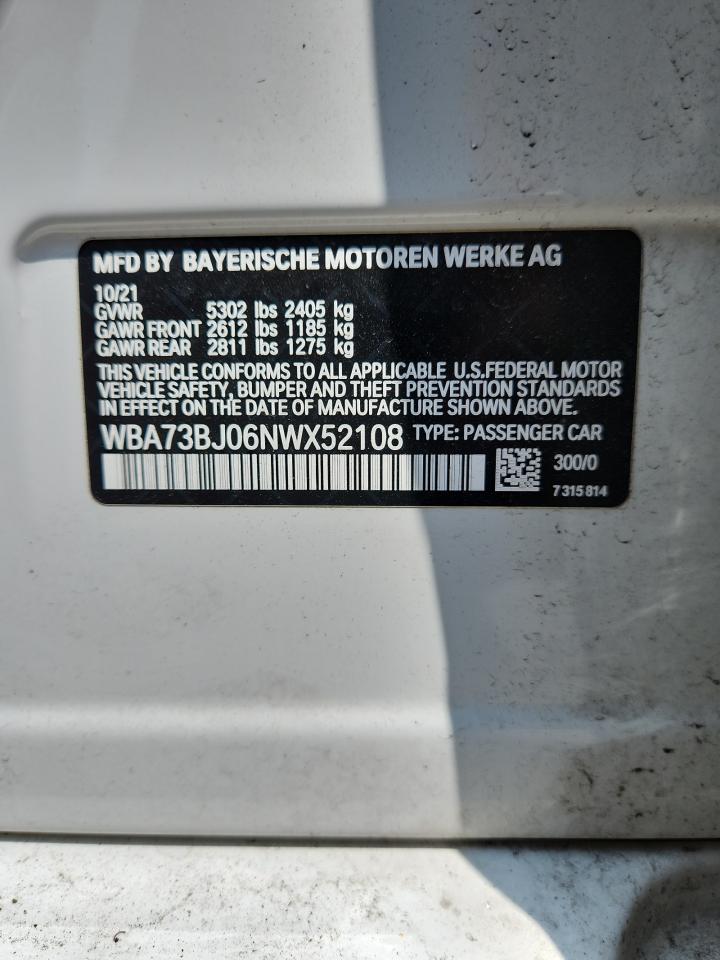 MFD BY BAYERISCHE MOTOREN WERKE AG
10/21
GVWR 5302 lbs 2405 kg
GAWR FRONT 2612 lbs 1185 kg
GAWR REAR 2811 lbs 1275 kg
THIS VEHICLE CONFORMS TO ALL APPLICABLE U.S.FEDERAL MOTOR
VEHICLE SAFETY, BUMPER AND THEFT PREVENTION STANDARDS
IN EFFECT ON THE DATE OF MANUFACTURE SHOWN ABOVE.
WBA73BJ06NWX52108 TYPE: PASSENGER CAR
300/0
7 315 814